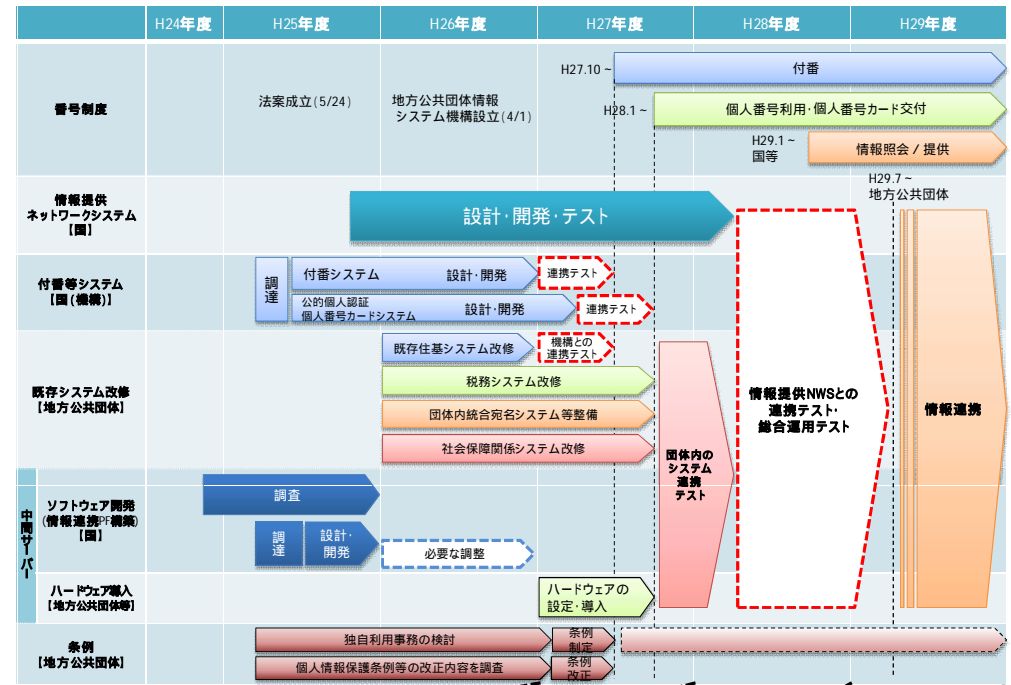 H24年度
H25年度
H26年度
H27年度
H28年度
H29年度
番号制度
法案成立(5/24)
地方公共団体情報
システム機構設立(4/1)
H27.10~
付番
H28.1~
個人番号利用・個人番号カード交付
H29.1~
国等
情報照会/提供
H29.7~
地方公共団体
情報提供
ネットワークシステム
【国】
設計・開発・テスト
付番等システム
【国(機構)】
調
達
付番システム
設計・開発
連携テスト
公的個人認証
個人番号カードシステム
設計・開発
連携テスト
既存システム改修
【地方公共団体】
既存住基システム改修
機構との
連携テスト
税務システム改修
団体内統合宛名システム等整備
社会保障関係システム改修
団体内の
システム
連携
テスト
情報提供NWSとの
連携テスト・
総合運用テスト
情報連携
中間サーバー
ソフトウェア開発
(情報連携PF構築)
【国】
調査
調
達
設計・
開発
必要な調整
ハードウェア導入
【地方公共団体等】
ハードウェアの
設定・導入
条例
【地方公共団体】
独自利用事務の検討
条例
制定
個人情報保護条例等の改正内容を調査
条例
改正